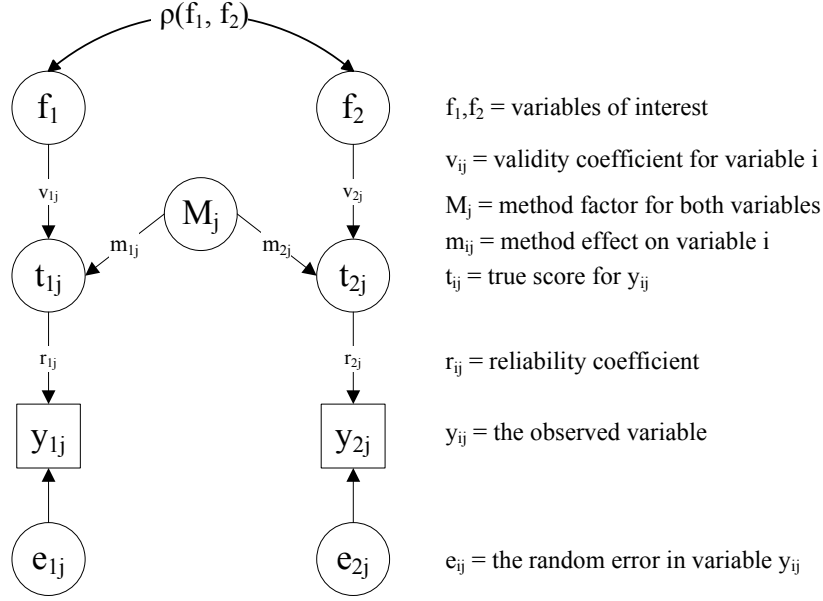 ρ(f₁, f₂)
f₁ f₂ f₁,f₂ = variables of interest
v₁ⱼ v₂ⱼ vᵢⱼ = validity coefficient for variable i
Mⱼ Mⱼ = method factor for both variables
m₁ⱼ m₂ⱼ mᵢⱼ = method effect on variable i
t₁ⱼ t₂ⱼ tᵢⱼ = true score for yᵢⱼ
r₁ⱼ r₂ⱼ rᵢⱼ = reliability coefficient
y₁ⱼ y₂ⱼ yᵢⱼ = the observed variable
e₁ⱼ e₂ⱼ eᵢⱼ = the random error in variable yᵢⱼ